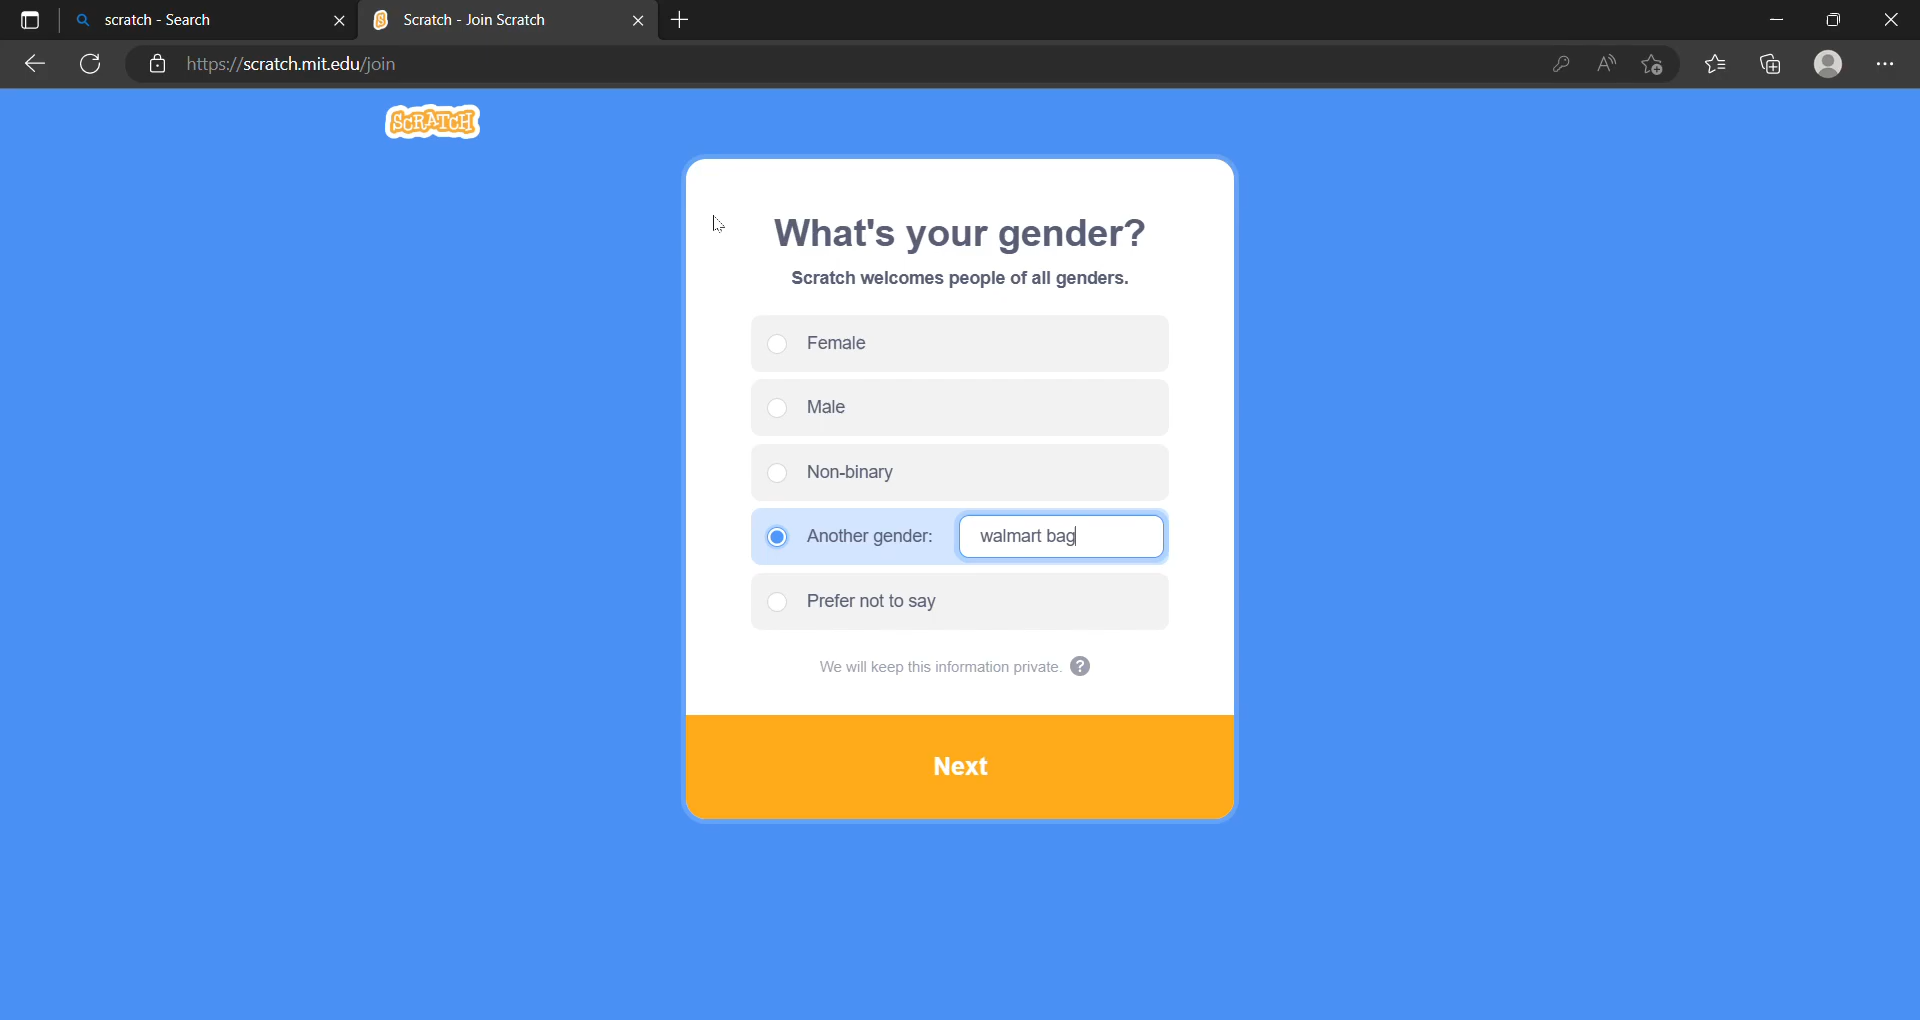 scratch - Search
Scratch - Join Scratch
https://scratch.mit.edu/join
SCRATCH
What's your gender?
Scratch welcomes people of all genders.
Female
Male
Non-binary
Another gender: walmart bag
Prefer not to say
We will keep this information private. ?
Next